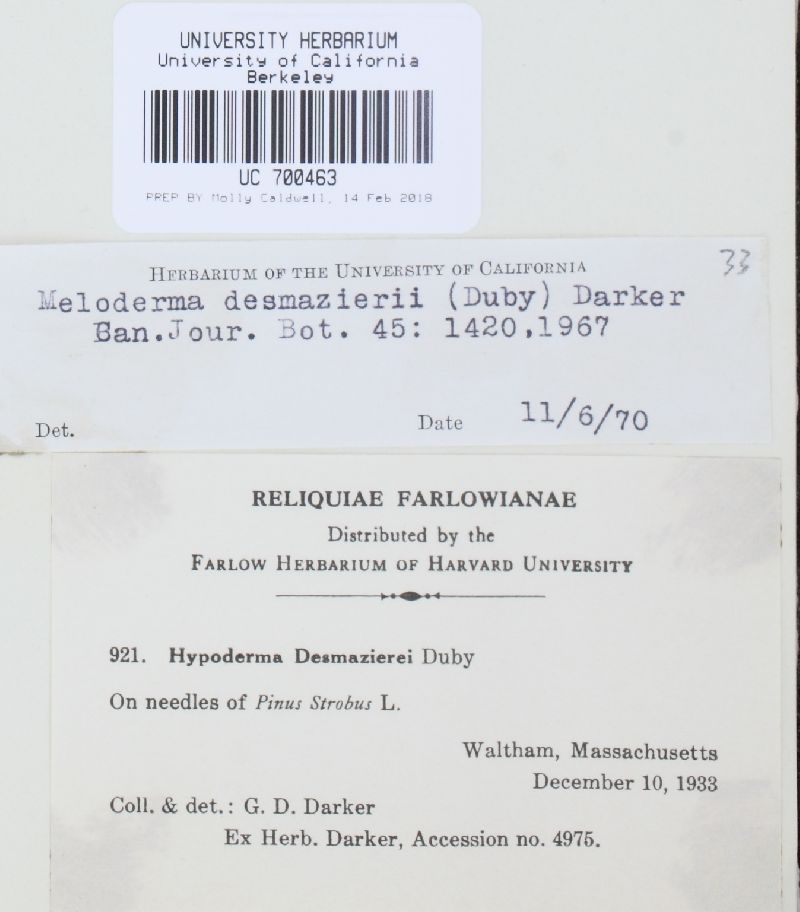 UNIVERSITY HERBARIUM
University of California
Berkeley
UC 700463
PREP BY Molly Caldwell, 14 Feb 2018
33
HERBARIUM OF THE UNIVERSITY OF CALIFORNIA
Meloderma desmazierii (Duby) Darker
Ban.Jour. Bot. 45: 1420,1967
Det.
Date 11/6/70
RELIQUIAE FARLOWIANAE
Distributed by the
FARLOW HERBARIUM OF HARVARD UNIVERSITY
921. Hypoderma Desmazierei Duby
On needles of Pinus Strobus L.
Waltham, Massachusetts
December 10, 1933
Coll. & det.: G. D. Darker
Ex Herb. Darker, Accession no. 4975.